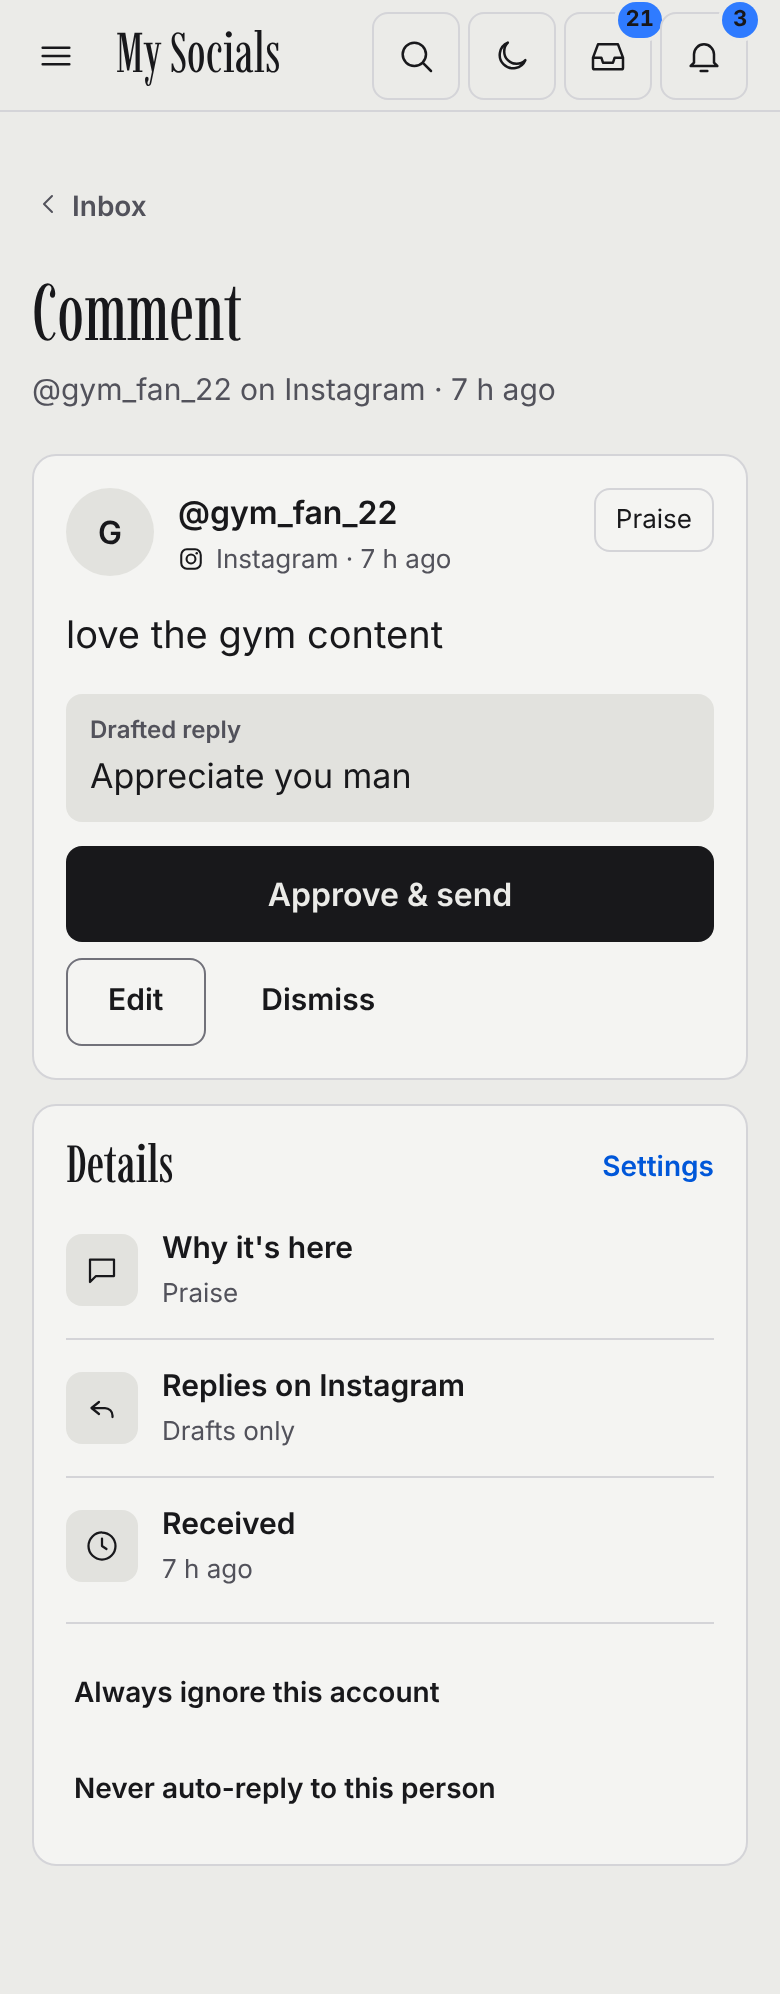 My Socials
21
3
Inbox
Comment
@gym_fan_22 on Instagram · 7 h ago
G
@gym_fan_22
Instagram · 7 h ago
Praise
love the gym content
Drafted reply
Appreciate you man
Approve & send
Edit
Dismiss
Details
Settings
Why it's here
Praise
Replies on Instagram
Drafts only
Received
7 h ago
Always ignore this account
Never auto-reply to this person